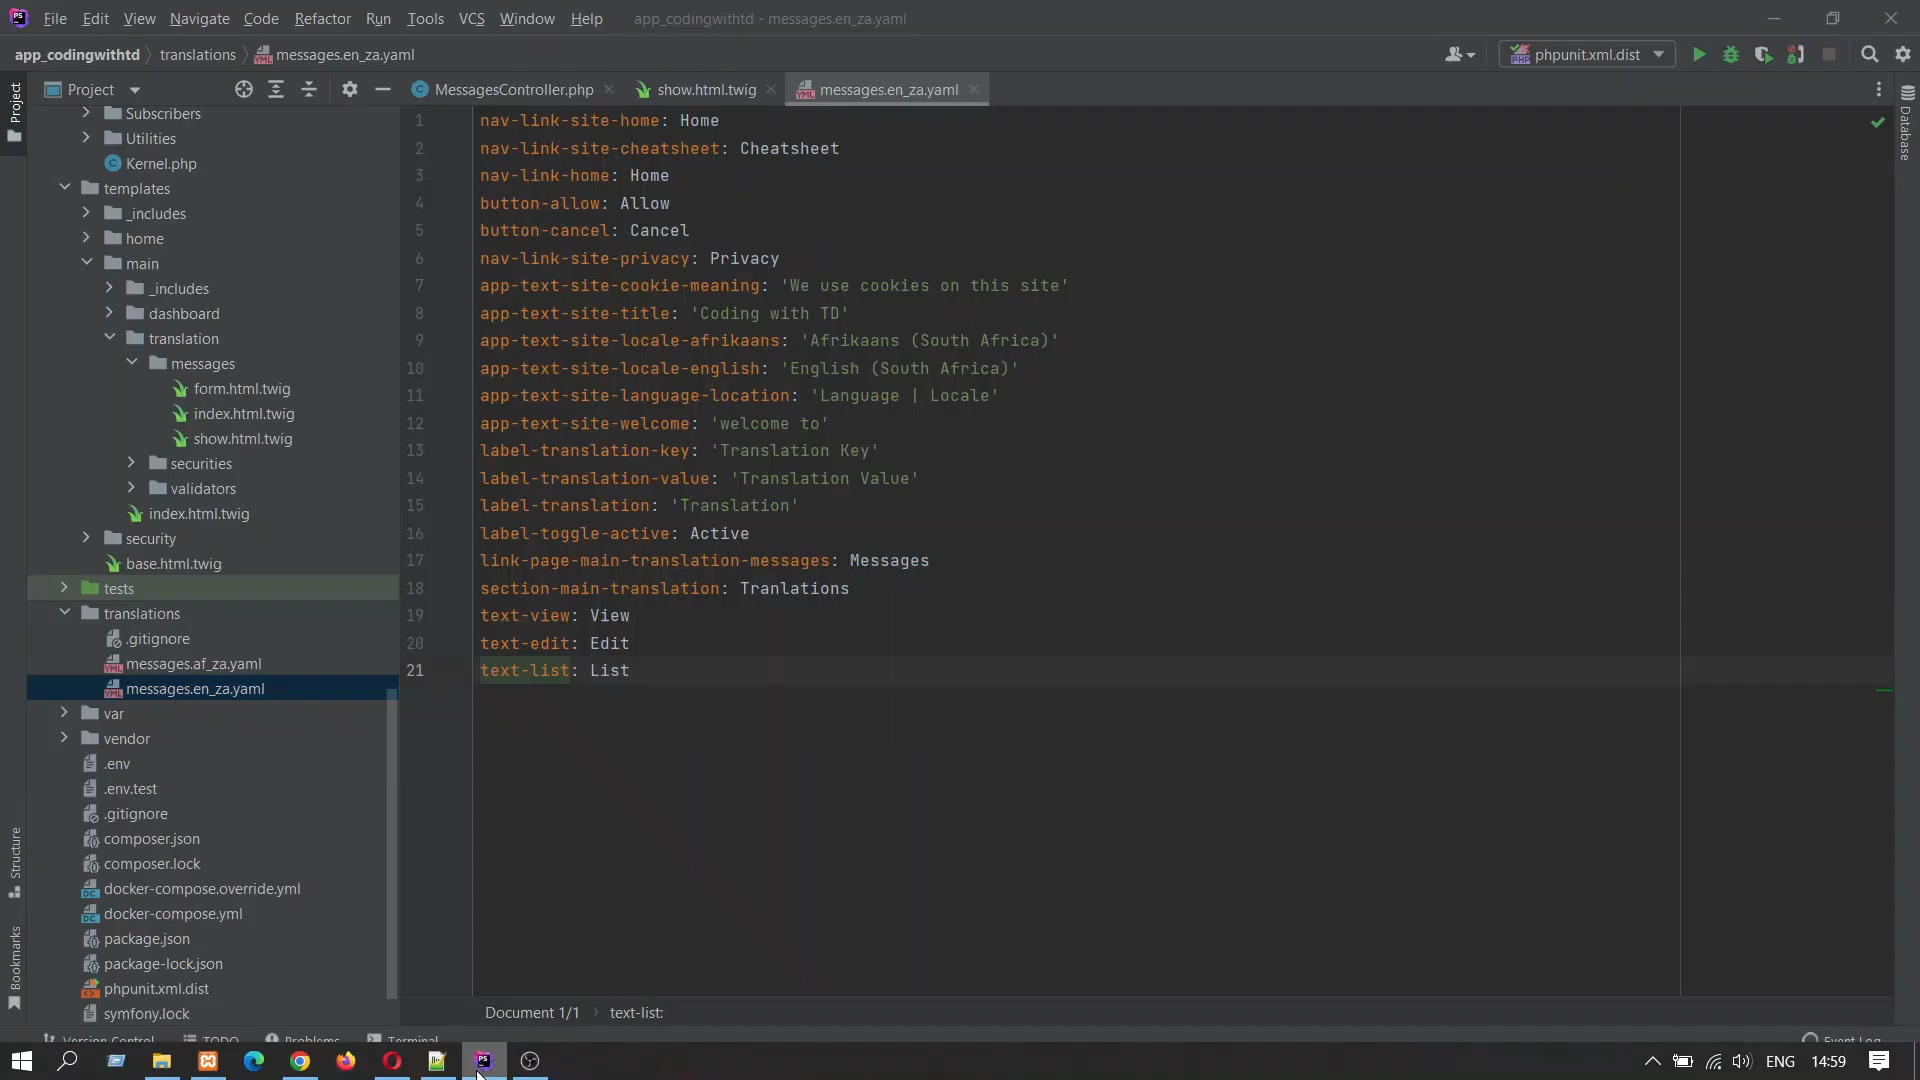 File Edit View Navigate Code Refactor Run Tools VCS Window Help app_codingwithtd - messages.en_za.yaml
app_codingwithtd translations messages.en_za.yaml phpunit.xml.dist
Project MessagesController.php show.html.twig messages.en_za.yaml
Project
Structure
Bookmarks
Database
Subscribers
Utilities
Kernel.php
templates
_includes
home
main
_includes
dashboard
translation
messages
form.html.twig
index.html.twig
show.html.twig
securities
validators
index.html.twig
security
base.html.twig
tests
translations
.gitignore
messages.af_za.yaml
messages.en_za.yaml
var
vendor
.env
.env.test
.gitignore
composer.json
composer.lock
docker-compose.override.yml
docker-compose.yml
package.json
package-lock.json
phpunit.xml.dist
symfony.lock
1 nav-link-site-home: Home
2 nav-link-site-cheatsheet: Cheatsheet
3 nav-link-home: Home
4 button-allow: Allow
5 button-cancel: Cancel
6 nav-link-site-privacy: Privacy
7 app-text-site-cookie-meaning: 'We use cookies on this site'
8 app-text-site-title: 'Coding with TD'
9 app-text-site-locale-afrikaans: 'Afrikaans (South Africa)'
10 app-text-site-locale-english: 'English (South Africa)'
11 app-text-site-language-location: 'Language | Locale'
12 app-text-site-welcome: 'welcome to'
13 label-translation-key: 'Translation Key'
14 label-translation-value: 'Translation Value'
15 label-translation: 'Translation'
16 label-toggle-active: Active
17 link-page-main-translation-messages: Messages
18 section-main-translation: Tranlations
19 text-view: View
20 text-edit: Edit
21 text-list: List
Document 1/1 text-list:
Version Control TODO Problems Terminal Event Log
ENG 14:59